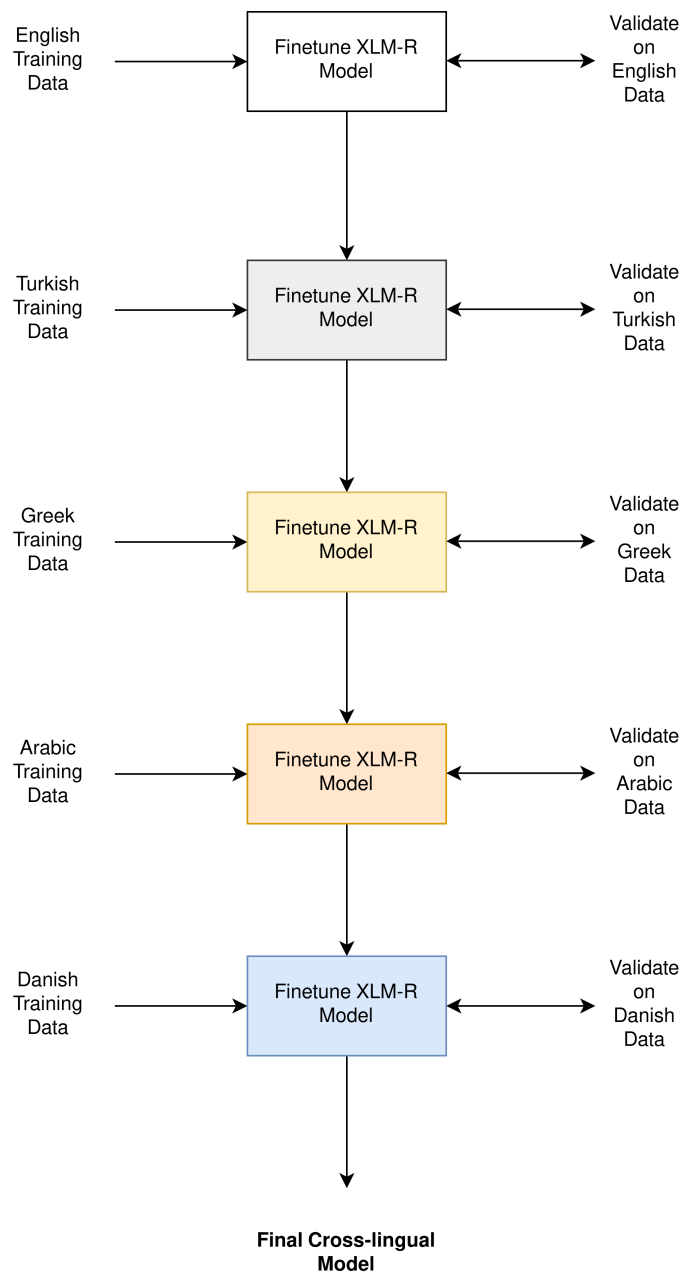 English
Training
Data
Finetune XLM-R
Model
Validate
on
English
Data
Turkish
Training
Data
Finetune XLM-R
Model
Validate
on
Turkish
Data
Greek
Training
Data
Finetune XLM-R
Model
Validate
on
Greek
Data
Arabic
Training
Data
Finetune XLM-R
Model
Validate
on
Arabic
Data
Danish
Training
Data
Finetune XLM-R
Model
Validate
on
Danish
Data
Final Cross-lingual
Model